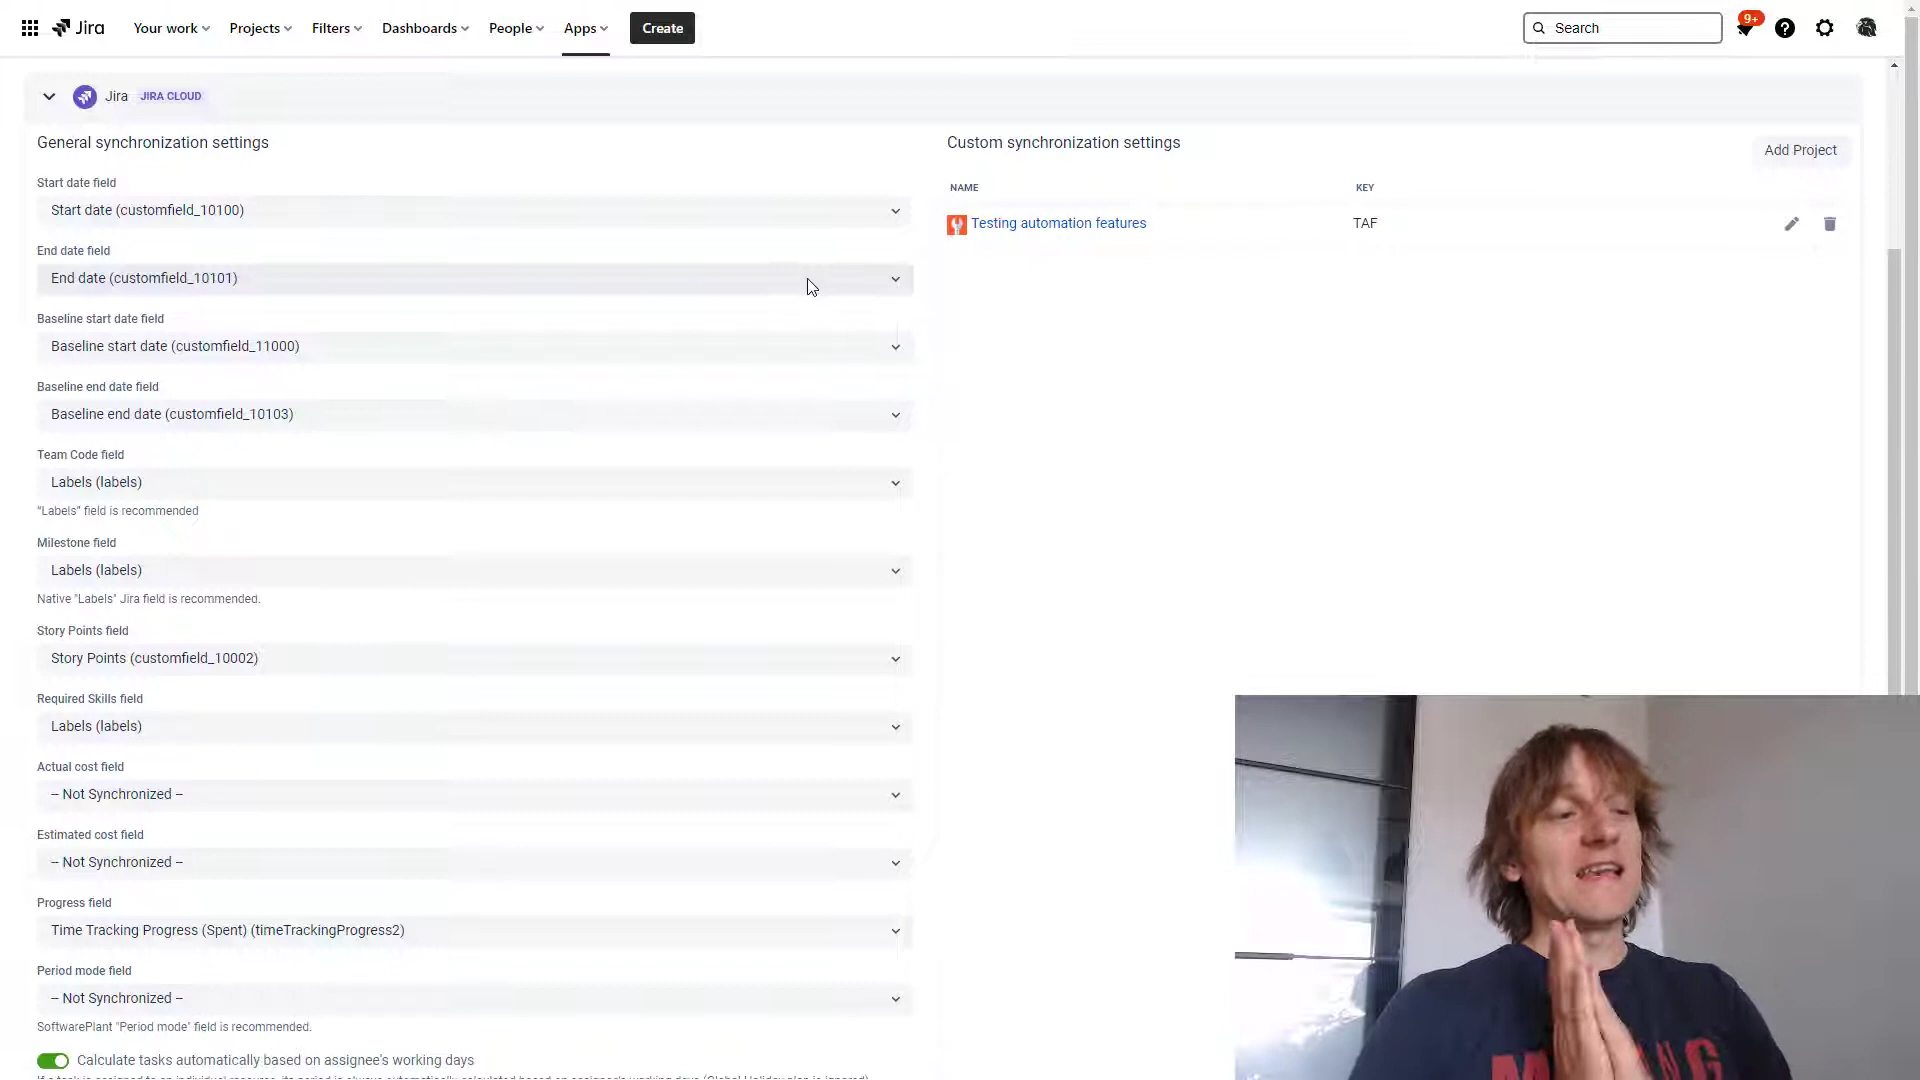 Jira Your work Projects Filters Dashboards People Apps Create Search 9+
Jira JIRA CLOUD
General synchronization settings
Start date field
Start date (customfield_10100)
End date field
End date (customfield_10101)
Baseline start date field
Baseline start date (customfield_11000)
Baseline end date field
Baseline end date (customfield_10103)
Team Code field
Labels (labels)
"Labels" field is recommended
Milestone field
Labels (labels)
Native "Labels" Jira field is recommended.
Story Points field
Story Points (customfield_10002)
Required Skills field
Labels (labels)
Actual cost field
– Not Synchronized –
Estimated cost field
– Not Synchronized –
Progress field
Time Tracking Progress (Spent) (timeTrackingProgress2)
Period mode field
– Not Synchronized –
SoftwarePlant "Period mode" field is recommended.
Calculate tasks automatically based on assignee's working days
Custom synchronization settings
Add Project
NAME KEY
Testing automation features TAF